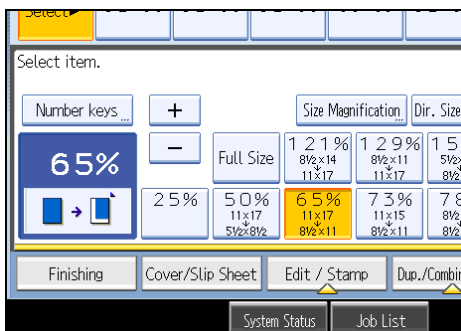 Select►
Select item.
Number keys
+
Size Magnification
Dir. Size
65%
−
Full Size
121%
8½×14
11×17
129%
8½×11
11×17
25%
50%
11×17
5½×8½
65%
11×17
8½×11
73%
11×15
8½×11
Finishing
Cover/Slip Sheet
Edit / Stamp
Dup./Combin
System Status
Job List